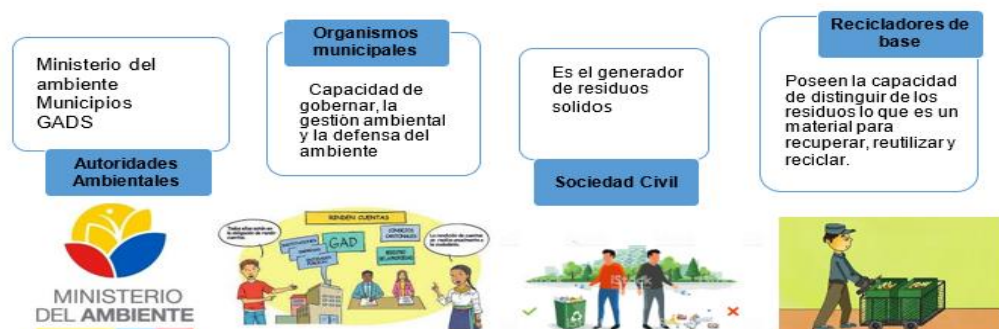 Ministerio del
ambiente
Municipios
GADS
Autoridades
Ambientales
Organismos
municipales
Capacidad de
gobernar, la
gestión ambiental
y la defensa del
ambiente
Es el generador
de residuos
solidos
Sociedad Civil
Recicladores de
base
Poseen la capacidad
de distinguir de los
residuos lo que es un
material para
recuperar, reutilizar y
reciclar.
MINISTERIO
DEL AMBIENTE
RINDEN CUENTAS
GAD